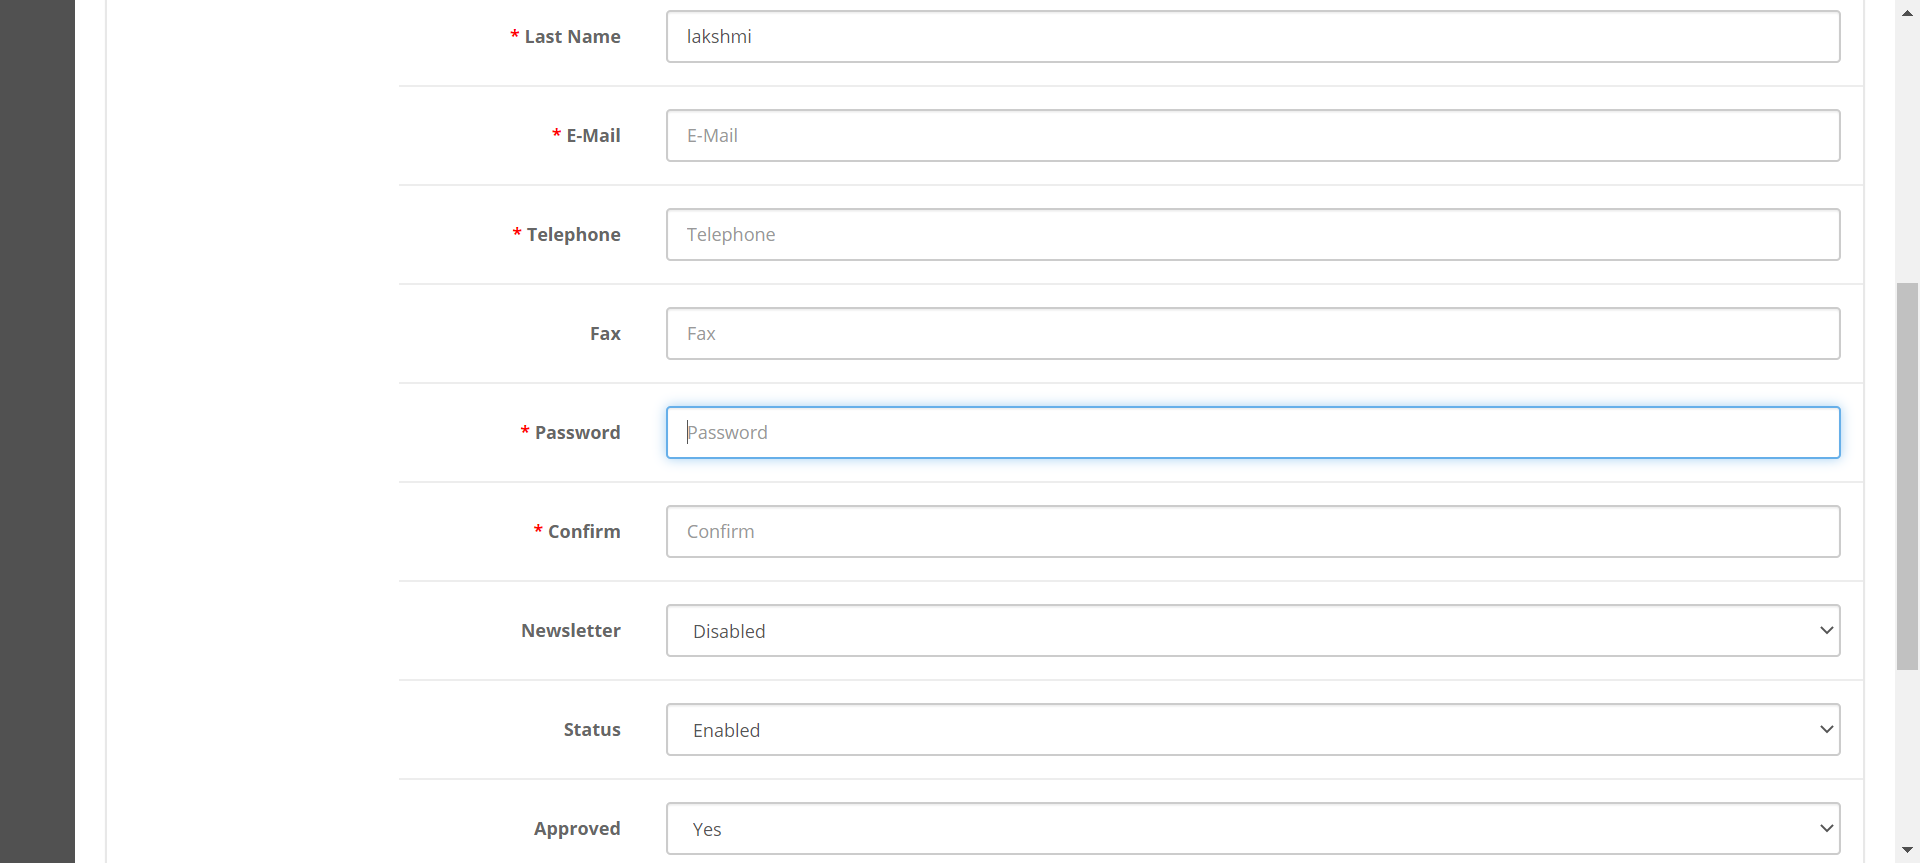 * Last Name lakshmi
* E-Mail E-Mail
* Telephone Telephone
Fax Fax
* Password Password
* Confirm Confirm
Newsletter Disabled
Status Enabled
Approved Yes